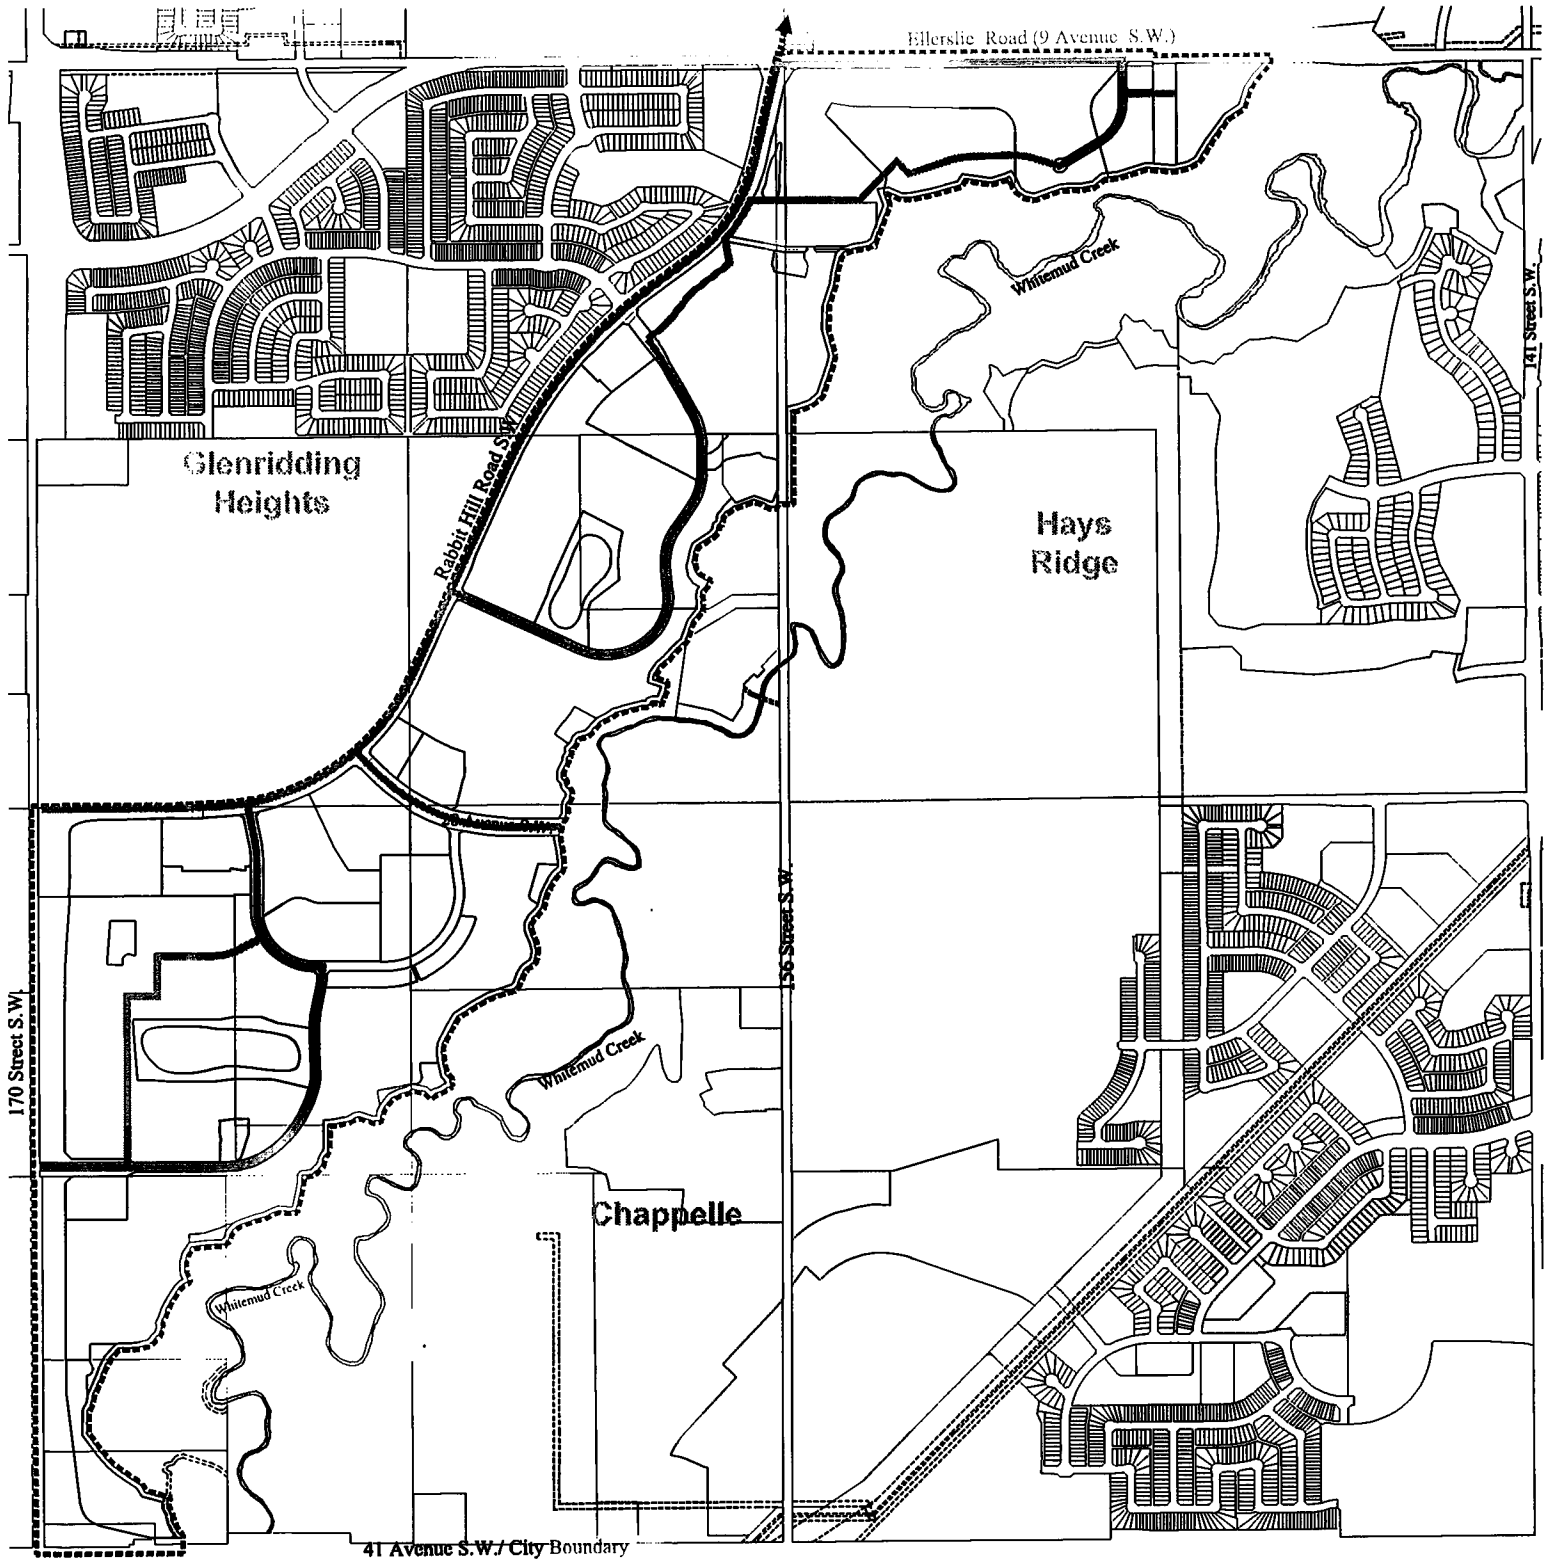 Ellerslie Road (9 Avenue S.W.)
Whitemud Creek
141 Street S.W.
Glenridding
Heights
Rabbit Hill Road S.W.
Hays
Ridge
156 Street S.W.
170 Street S.W.
Whitemud Creek
Chappelle
Whitemud Creek
41 Avenue S.W./ City Boundary